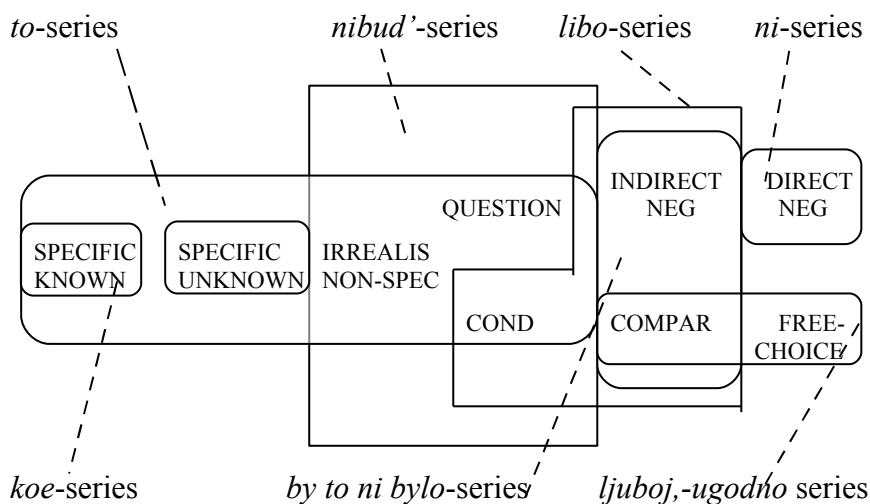 to-series nibud’-series libo-series ni-series
INDIRECT DIRECT
QUESTION NEG NEG
SPECIFIC SPECIFIC IRREALIS
KNOWN UNKNOWN NON-SPEC
COND COMPAR FREE-
CHOICE
koe-series by to ni bylo-series ljuboj,-ugodno series